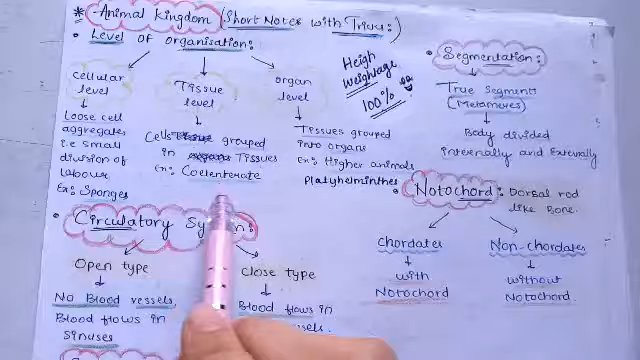 * Animal Kingdom (Short Notes with Trics:)
• Level of organisation:
Cellular level
Loose cell
aggregates
i.e small
division of
labour
Ex: Sponges
Tissue level
Cells grouped
in Tissues
Ex: Coelenterate
organ level
Tissues grouped
into organs
Ex: Higher animals
Platyhelminthes
Heigh
Weightage
100%
• Segmentation:
True Segments
(Metameres)
Body divided
internally and Externally
• Notochord: Dorsal rod
like Bone.
Chordates
with
Notochord
Non-chordates
without
Notochord.
• Circulatory Sy n:
Open type
No Blood vessels,
Blood flows in
Sinuses
Close type
Blood flows in